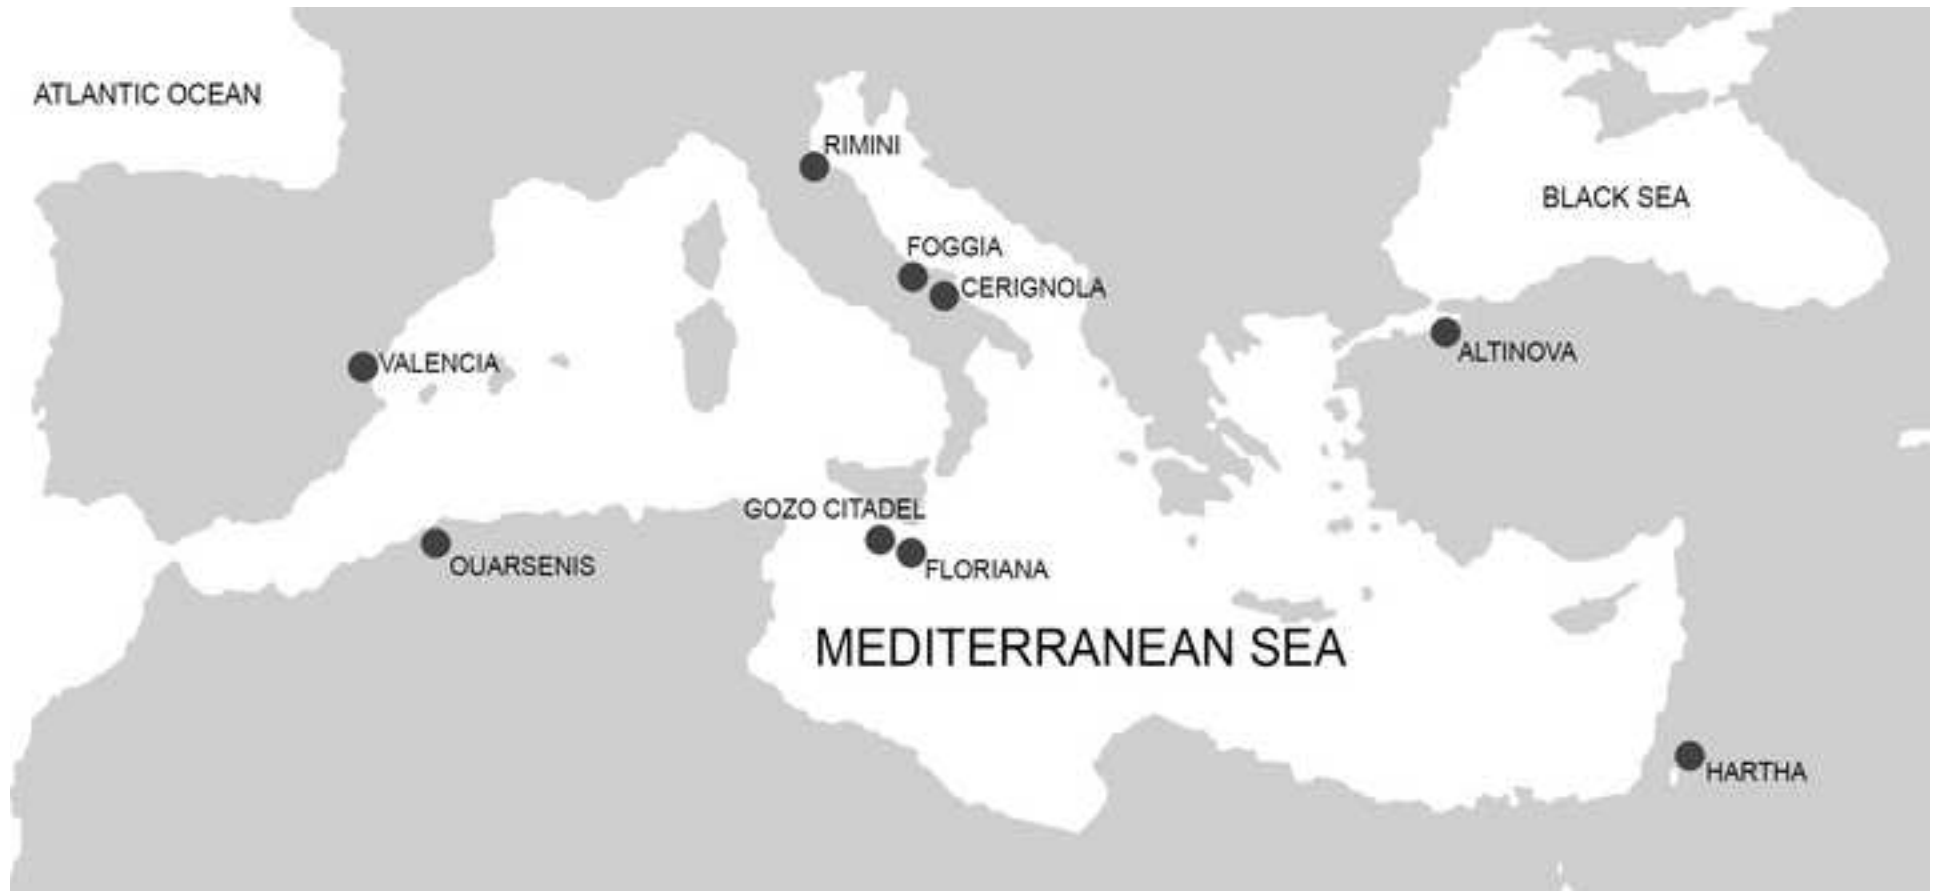 ATLANTIC OCEAN
RIMINI
BLACK SEA
FOGGIA
CERIGNOLA
VALENCIA
ALTINOVA
GOZO CITADEL
OUARSENIS
FLORIANA
MEDITERRANEAN SEA
HARTHA